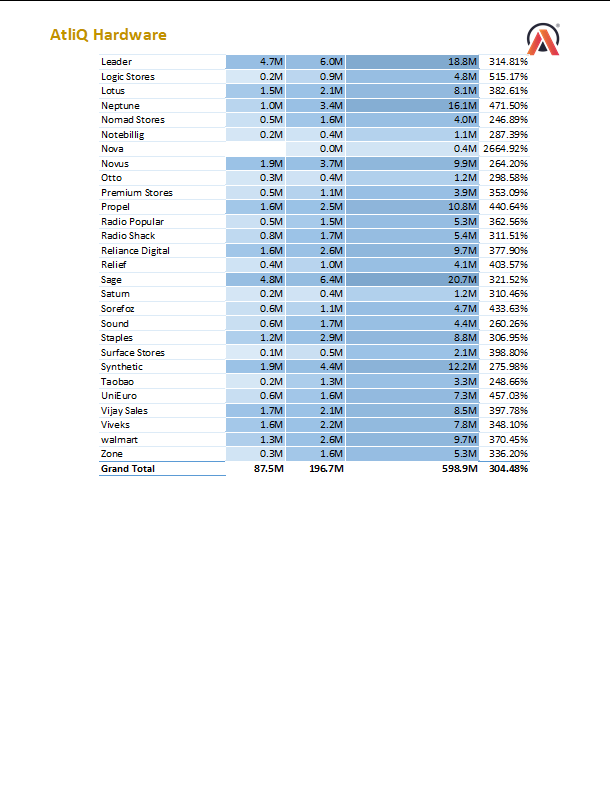 AtliQ Hardware
Leader 4.7M 6.0M 18.8M 314.81%
Logic Stores 0.2M 0.9M 4.8M 515.17%
Lotus 1.5M 2.1M 8.1M 382.61%
Neptune 1.0M 3.4M 16.1M 471.50%
Nomad Stores 0.5M 1.6M 4.0M 246.89%
Notebillig 0.2M 0.4M 1.1M 287.39%
Nova 0.0M 0.4M 2664.92%
Novus 1.9M 3.7M 9.9M 264.20%
Otto 0.3M 0.4M 1.2M 298.58%
Premium Stores 0.5M 1.1M 3.9M 353.09%
Propel 1.6M 2.5M 10.8M 440.64%
Radio Popular 0.5M 1.5M 5.3M 362.56%
Radio Shack 0.8M 1.7M 5.4M 311.51%
Reliance Digital 1.6M 2.6M 9.7M 377.90%
Relief 0.4M 1.0M 4.1M 403.57%
Sage 4.8M 6.4M 20.7M 321.52%
Saturn 0.2M 0.4M 1.2M 310.46%
Sorefoz 0.6M 1.1M 4.7M 433.63%
Sound 0.6M 1.7M 4.4M 260.26%
Staples 1.2M 2.9M 8.8M 306.95%
Surface Stores 0.1M 0.5M 2.1M 398.80%
Synthetic 1.9M 4.4M 12.2M 275.98%
Taobao 0.2M 1.3M 3.3M 248.66%
UniEuro 0.6M 1.6M 7.3M 457.03%
Vijay Sales 1.7M 2.1M 8.5M 397.78%
Viveks 1.6M 2.2M 7.8M 348.10%
walmart 1.3M 2.6M 9.7M 370.45%
Zone 0.3M 1.6M 5.3M 336.20%
Grand Total 87.5M 196.7M 598.9M 304.48%